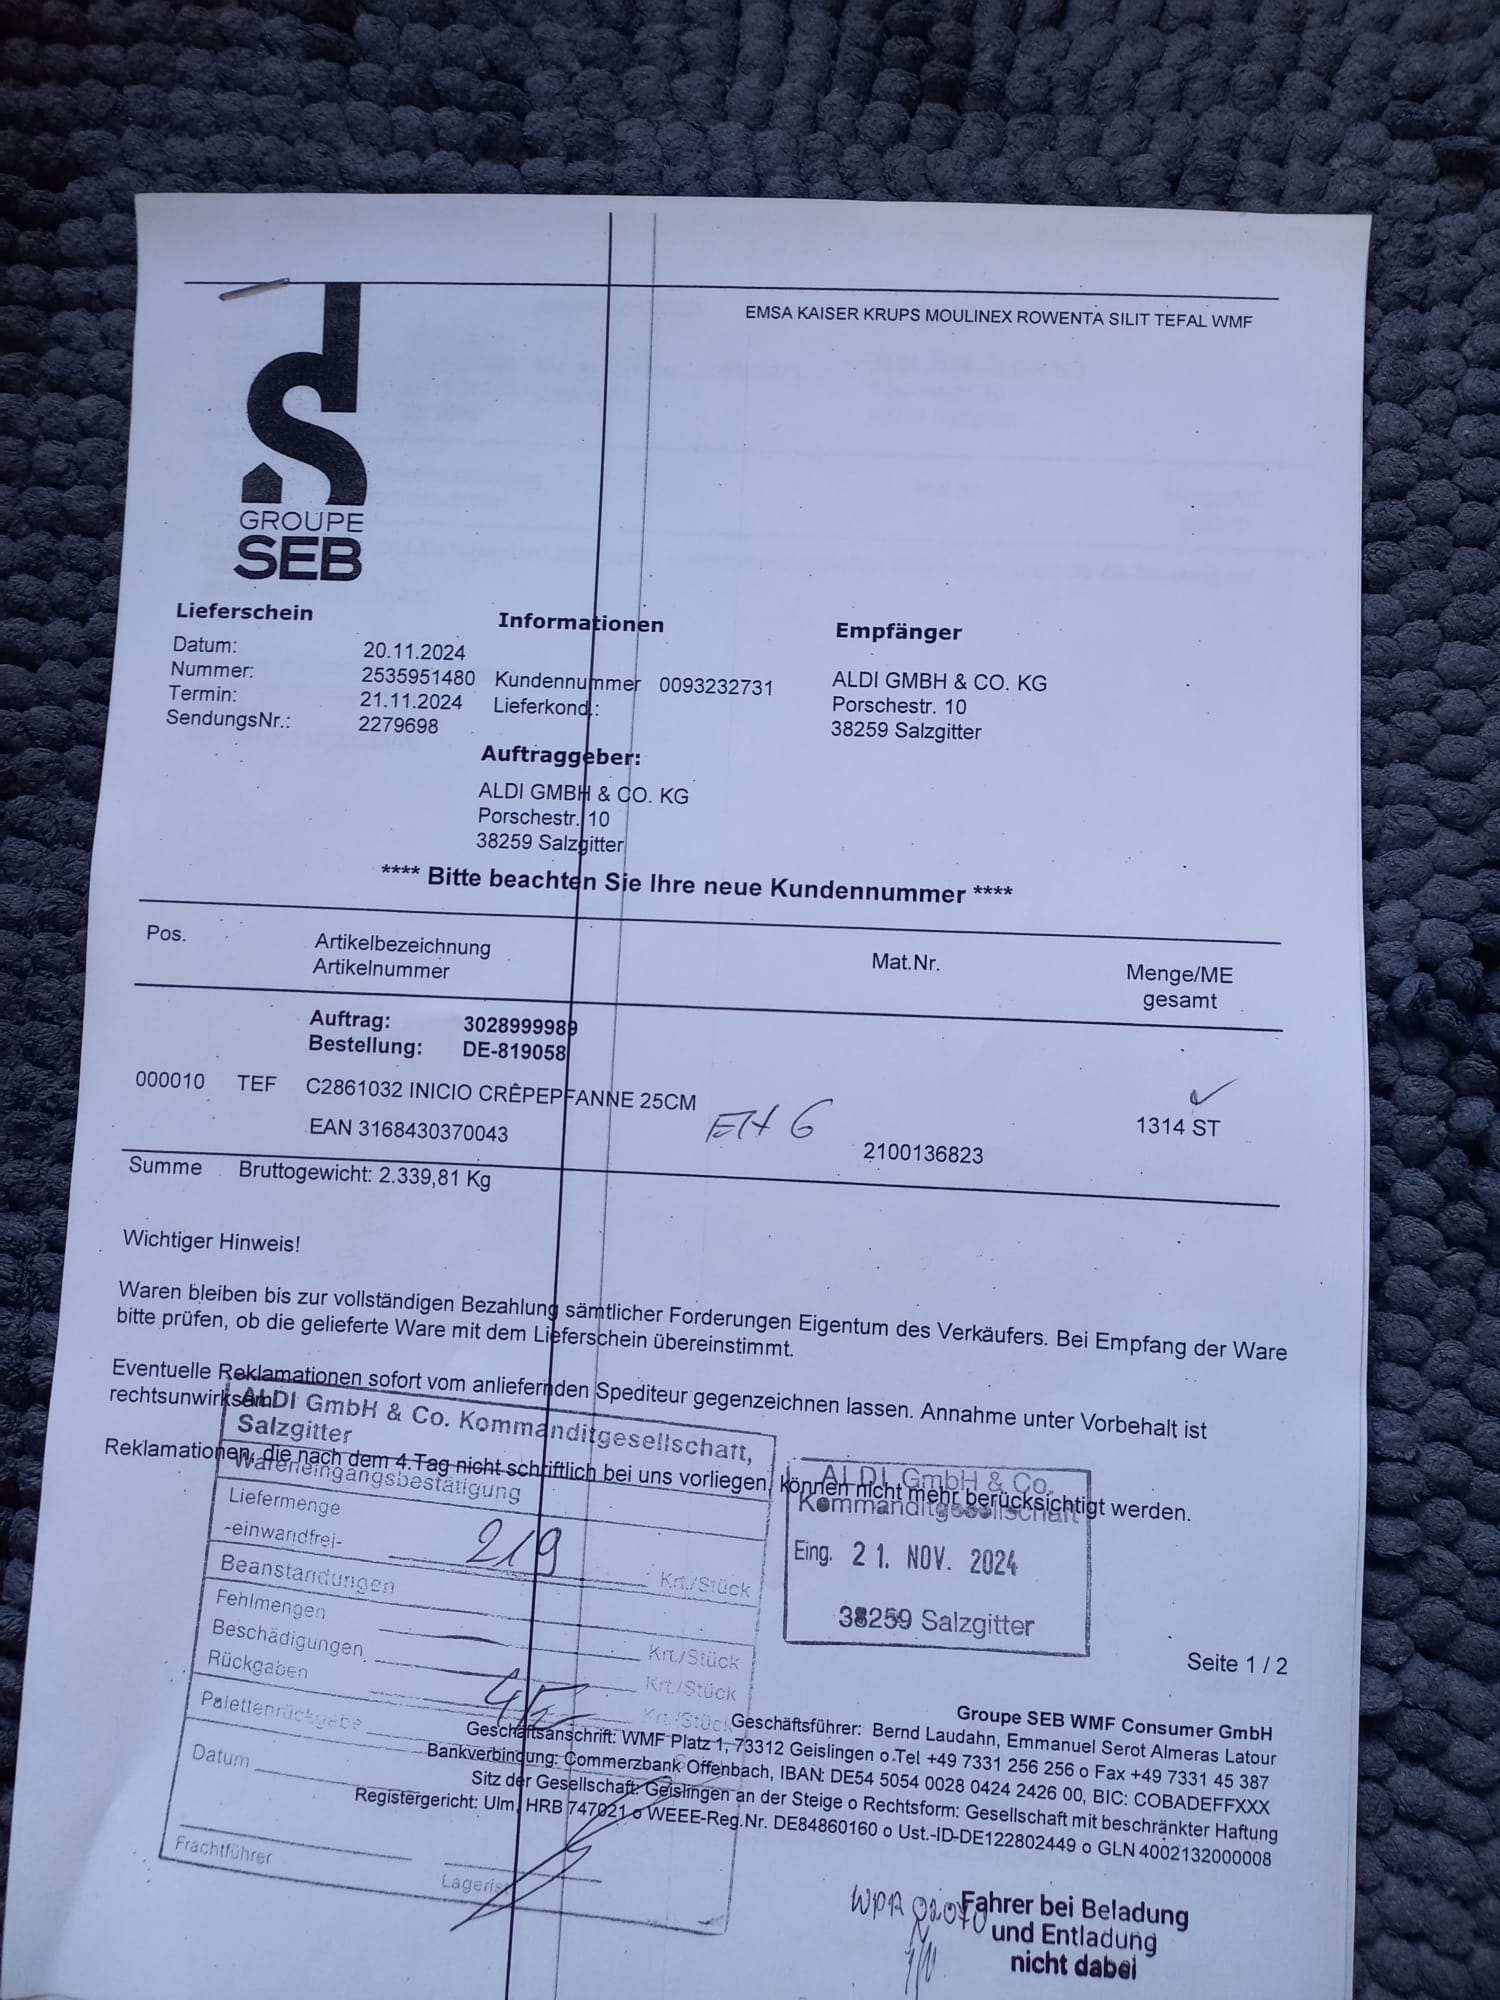 EMSA KAISER KRUPS MOULINEX ROWENTA SILIT TEFAL WMF
GROUPE
SEB
Lieferschein
Datum: 20.11.2024
Nummer: 2535951480
Termin: 21.11.2024
SendungsNr.: 2279698
Informationen
Kundennummer 0093232731
Lieferkond.:
Empfänger
ALDI GMBH & CO. KG
Porschestr. 10
38259 Salzgitter
Auftraggeber:
ALDI GMBH & CO. KG
Porschestr. 10
38259 Salzgitter
**** Bitte beachten Sie Ihre neue Kundennummer ****
Pos. Artikelbezeichnung Mat.Nr. Menge/ME
Artikelnummer gesamt
Auftrag: 3028999989
Bestellung: DE-819058
000010 TEF C2861032 INICIO CRÊPEPFANNE 25CM 1314 ST
EAN 3168430370043 2100136823
Summe Bruttogewicht: 2.339,81 Kg
Wichtiger Hinweis!
Waren bleiben bis zur vollständigen Bezahlung sämtlicher Forderungen Eigentum des Verkäufers. Bei Empfang der Ware
bitte prüfen, ob die gelieferte Ware mit dem Lieferschein übereinstimmt.
Eventuelle Reklamationen sofort vom anliefernden Spediteur gegenzeichnen lassen. Annahme unter Vorbehalt ist
rechtsunwirksam
Reklamationen, die nach dem 4.Tag nicht schriftlich bei uns vorliegen, können nicht mehr berücksichtigt werden.
ALDI GmbH & Co. Kommanditgesellschaft,
Salzgitter
Wareneingangsbestätigung
Liefermenge
-einwandfrei- 219 Krt./Stück
Beanstandungen
Fehlmengen Krt./Stück
Beschädigungen Krt./Stück
Rückgaben Krt./Stück
Palettenrückgabe
Datum
Frachtführer
Lagerist
ALDI GmbH & Co.
Kommanditgesellschaft
Eing. 21. NOV. 2024
38259 Salzgitter
Seite 1 / 2
Groupe SEB WMF Consumer GmbH
Geschäftsführer: Bernd Laudahn, Emmanuel Serot Almeras Latour
Geschäftsanschrift: WMF Platz 1, 73312 Geislingen o Tel +49 7331 256 256 o Fax +49 7331 45 387
Bankverbindung: Commerzbank Offenbach, IBAN: DE54 5054 0028 0424 2426 00, BIC: COBADEFFXXX
Sitz der Gesellschaft: Geislingen an der Steige o Rechtsform: Gesellschaft mit beschränkter Haftung
Registergericht: Ulm, HRB 747021 o WEEE-Reg.Nr. DE84860160 o Ust.-ID-DE122802449 o GLN 4002132000008
Fahrer bei Beladung
und Entladung
nicht dabei